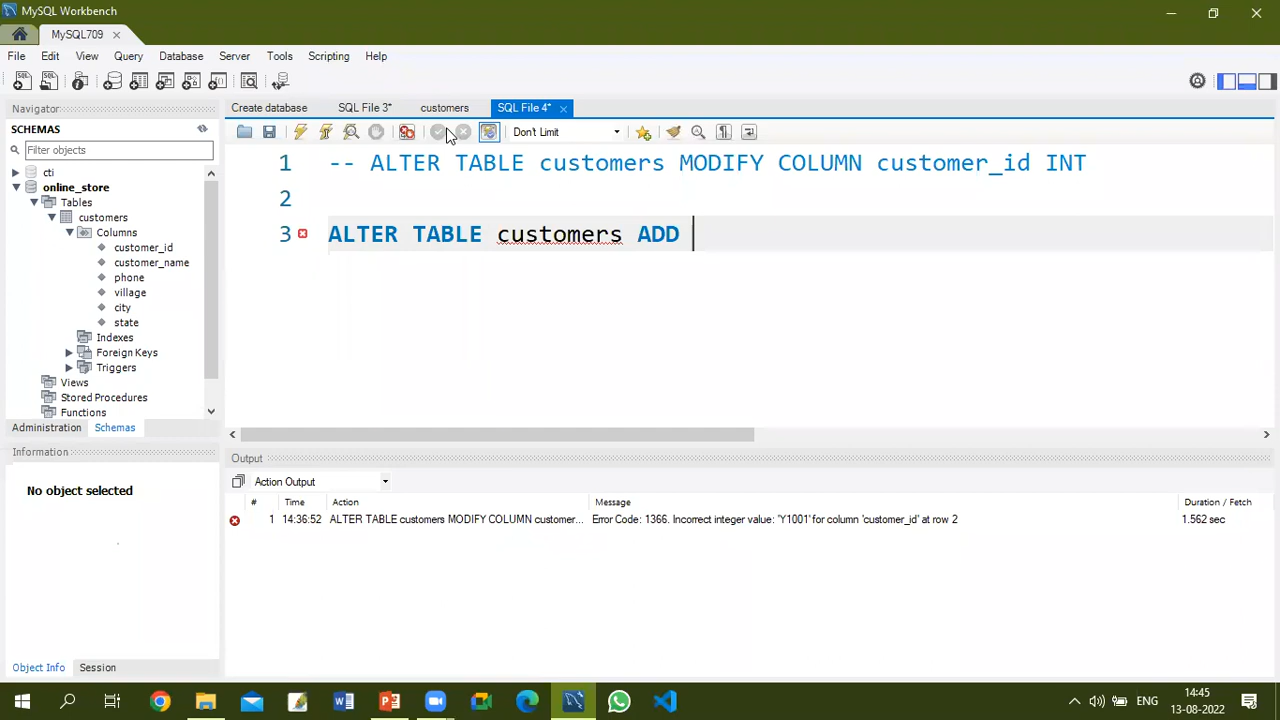 MySQL Workbench
MySQL709
File Edit View Query Database Server Tools Scripting Help
Navigator
SCHEMAS
Filter objects
cti
online_store
Tables
customers
Columns
customer_id
customer_name
phone
village
city
state
Indexes
Foreign Keys
Triggers
Views
Stored Procedures
Functions
Administration Schemas
Information
No object selected
Object Info Session
Create database SQL File 3* customers SQL File 4*
Don't Limit
1 -- ALTER TABLE customers MODIFY COLUMN customer_id INT
2
3 ALTER TABLE customers ADD
Output
Action Output
# Time Action Message Duration / Fetch
1 14:36:52 ALTER TABLE customers MODIFY COLUMN customer... Error Code: 1366. Incorrect integer value: 'Y1001' for column 'customer_id' at row 2 1.562 sec
ENG
14:45
13-08-2022